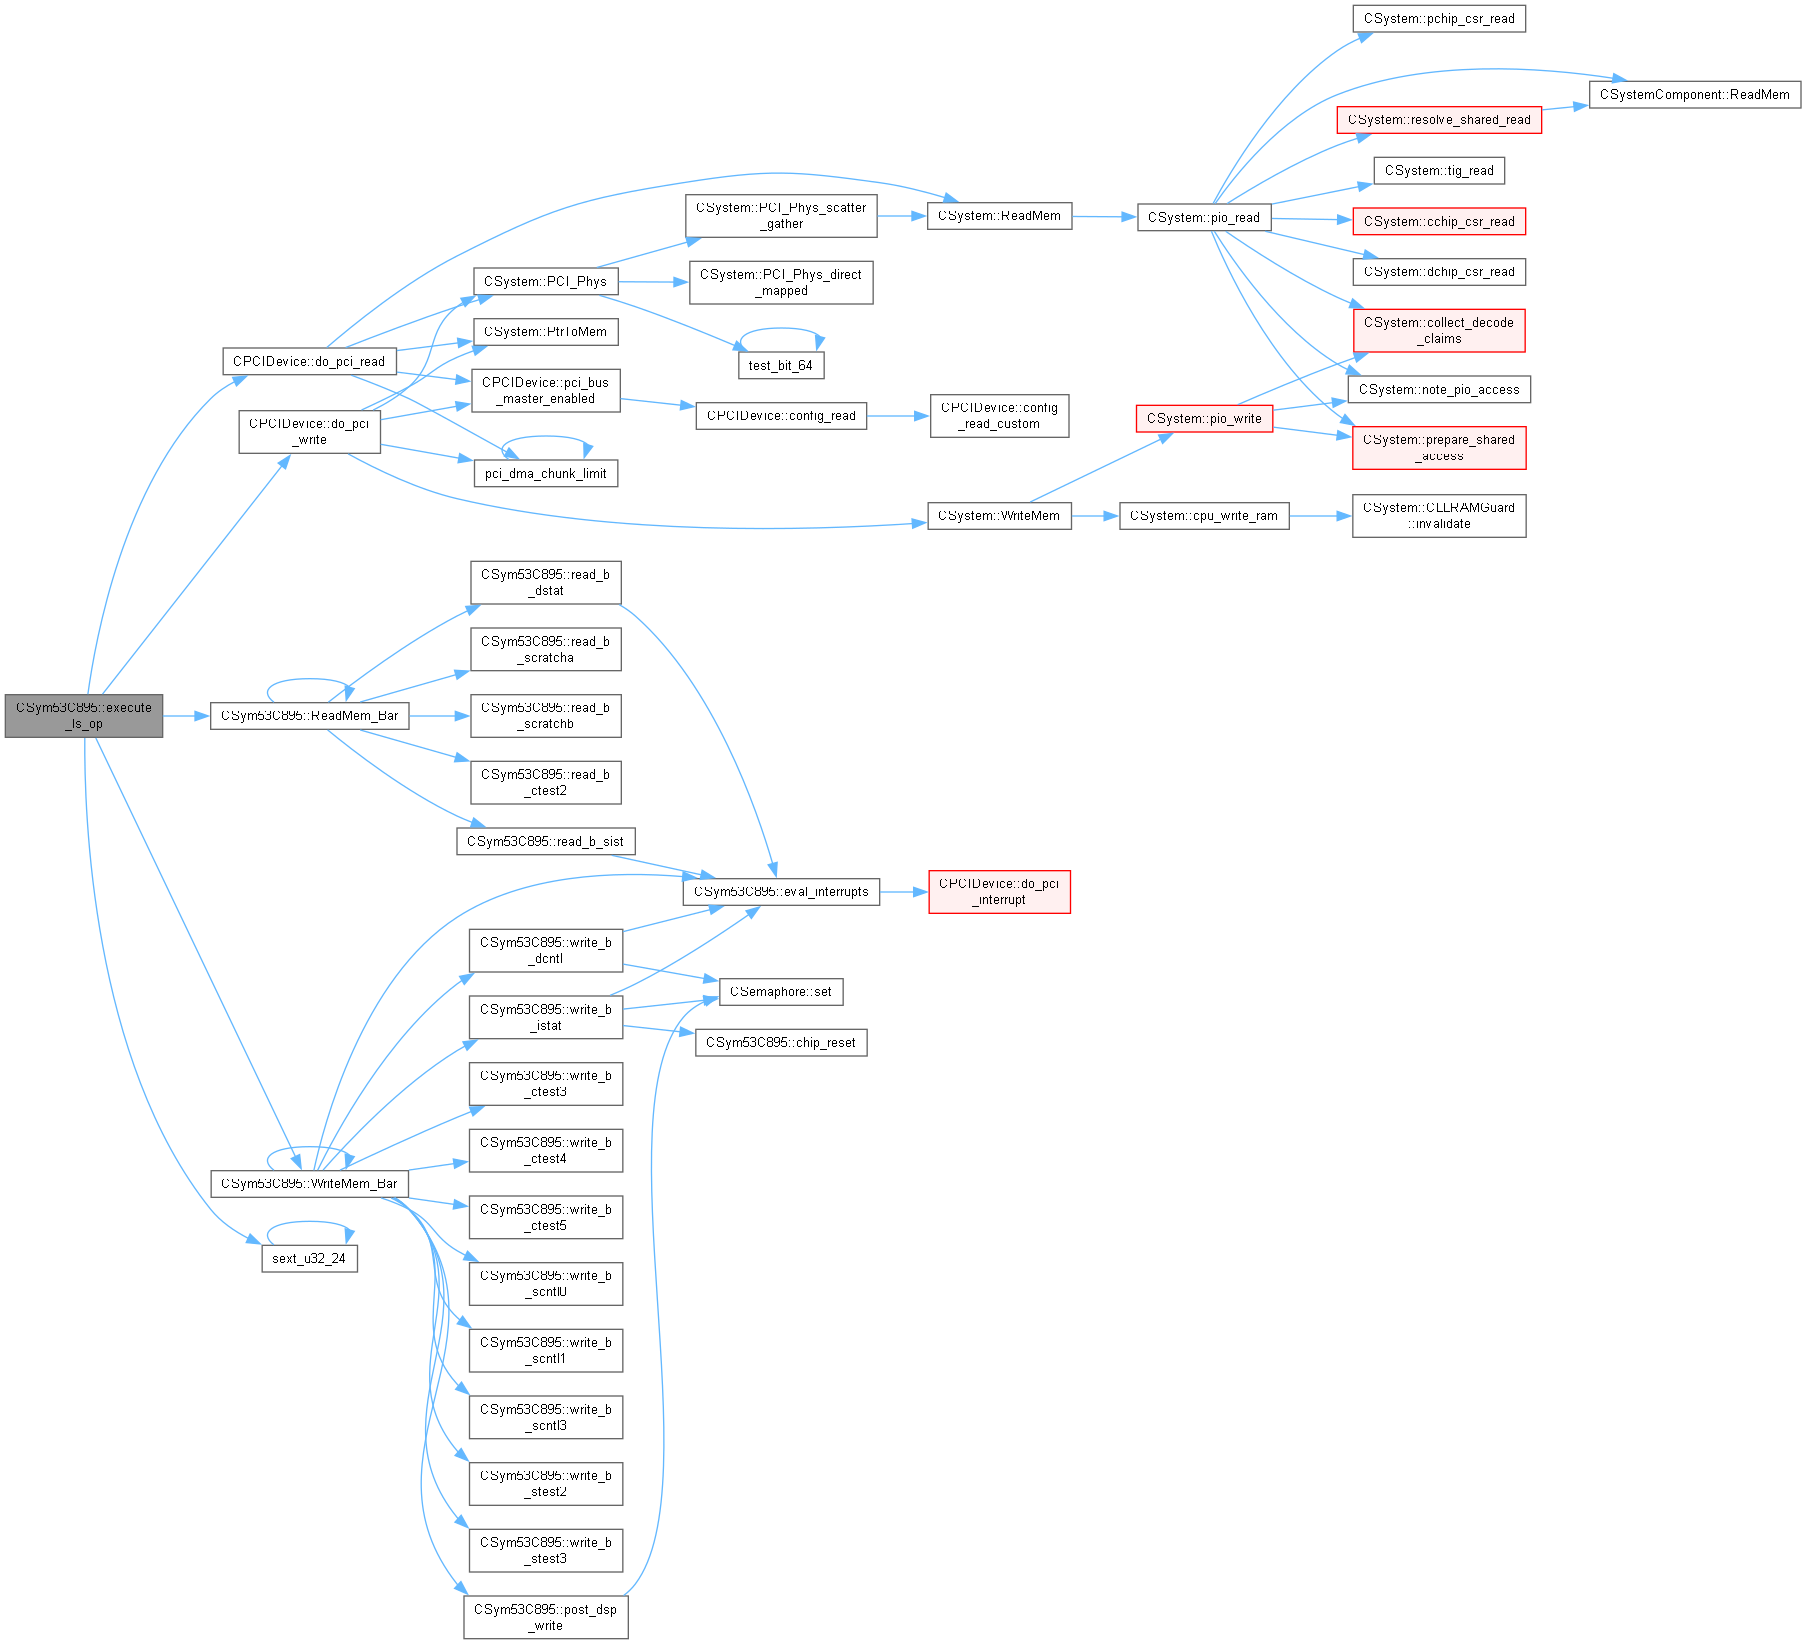 CSystem::pchip_csr_read
CSystemComponent::ReadMem
CSystem::resolve_shared_read
CSystem::tig_read
CSystem::PCI_Phys_scatter
_gather
CSystem::ReadMem
CSystem::pio_read
CSystem::cchip_csr_read
CSystem::dchip_csr_read
CSystem::PCI_Phys
CSystem::PCI_Phys_direct
_mapped
CSystem::PtrToMem
CSystem::collect_decode
_claims
CPCIDevice::do_pci_read
test_bit_64
CPCIDevice::pci_bus
_master_enabled
CSystem::note_pio_access
CPCIDevice::config_read
CPCIDevice::config
_read_custom
CSystem::pio_write
CPCIDevice::do_pci
_write
CSystem::prepare_shared
_access
pci_dma_chunk_limit
CSystem::WriteMem
CSystem::cpu_write_ram
CSystem::CLLRAMGuard
::invalidate
CSym53C895::read_b
_dstat
CSym53C895::read_b
_scratcha
CSym53C895::execute
_ls_op
CSym53C895::ReadMem_Bar
CSym53C895::read_b
_scratchb
CSym53C895::read_b
_ctest2
CSym53C895::read_b_sist
CSym53C895::eval_interrupts
CPCIDevice::do_pci
_interrupt
CSym53C895::write_b
_dcntl
CSemaphore::set
CSym53C895::write_b
_istat
CSym53C895::chip_reset
CSym53C895::write_b
_ctest3
CSym53C895::write_b
_ctest4
CSym53C895::WriteMem_Bar
CSym53C895::write_b
_ctest5
sext_u32_24
CSym53C895::write_b
_scntl0
CSym53C895::write_b
_scntl1
CSym53C895::write_b
_scntl3
CSym53C895::write_b
_stest2
CSym53C895::write_b
_stest3
CSym53C895::post_dsp
_write